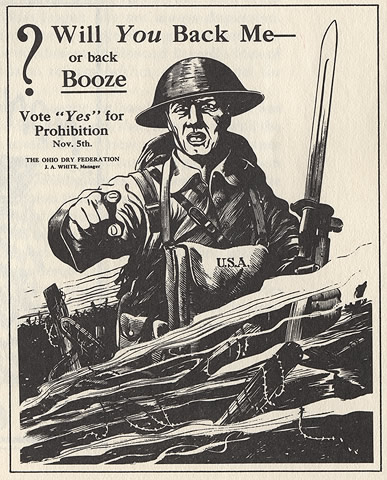 ? Will You Back Me—
or back
Booze
Vote "Yes" for
Prohibition
Nov. 5th.
THE OHIO DRY FEDERATION
J. A. WHITE, Manager
U.S.A.